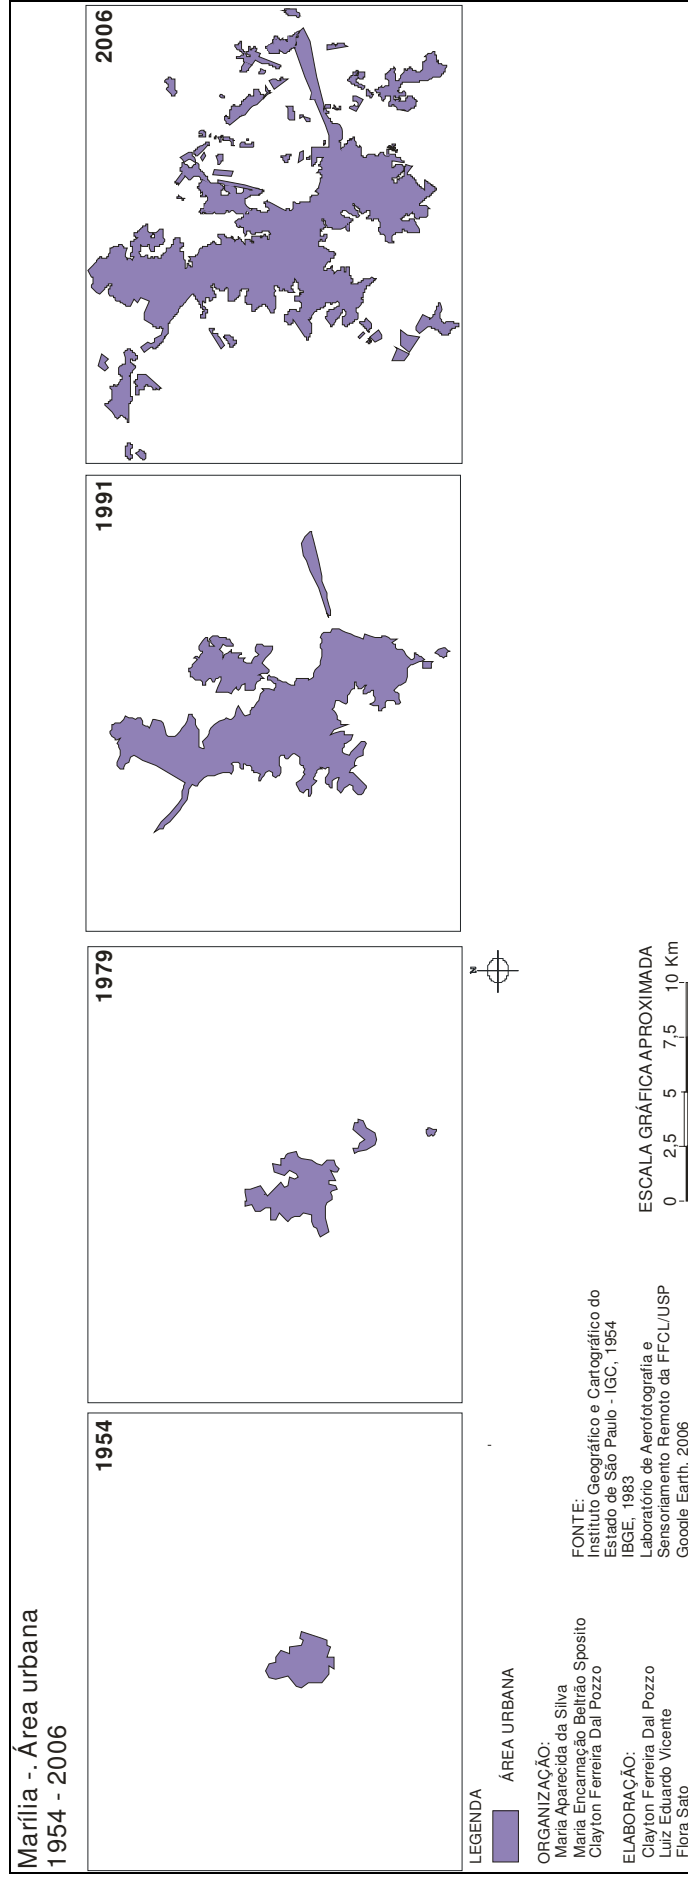 Marília -. Área urbana
1954 - 2006
1954
1979
1991
2006
LEGENDA
ÁREA URBANA
N
ORGANIZAÇÃO:
Maria Aparecida da Silva
Maria Encarnação Beltrão Sposito
Clayton Ferreira Dal Pozzo
ELABORAÇÃO:
Clayton Ferreira Dal Pozzo
Luiz Eduardo Vicente
Flora Sato
FONTE:
Instituto Geográfico e Cartográfico do
Estado de São Paulo - IGC, 1954
IBGE, 1983
Laboratório de Aerofotografia e
Sensoriamento Remoto da FFCL/USP
Google Earth, 2006
ESCALA GRÁFICA APROXIMADA
0 2,5 5 7,5 10 Km